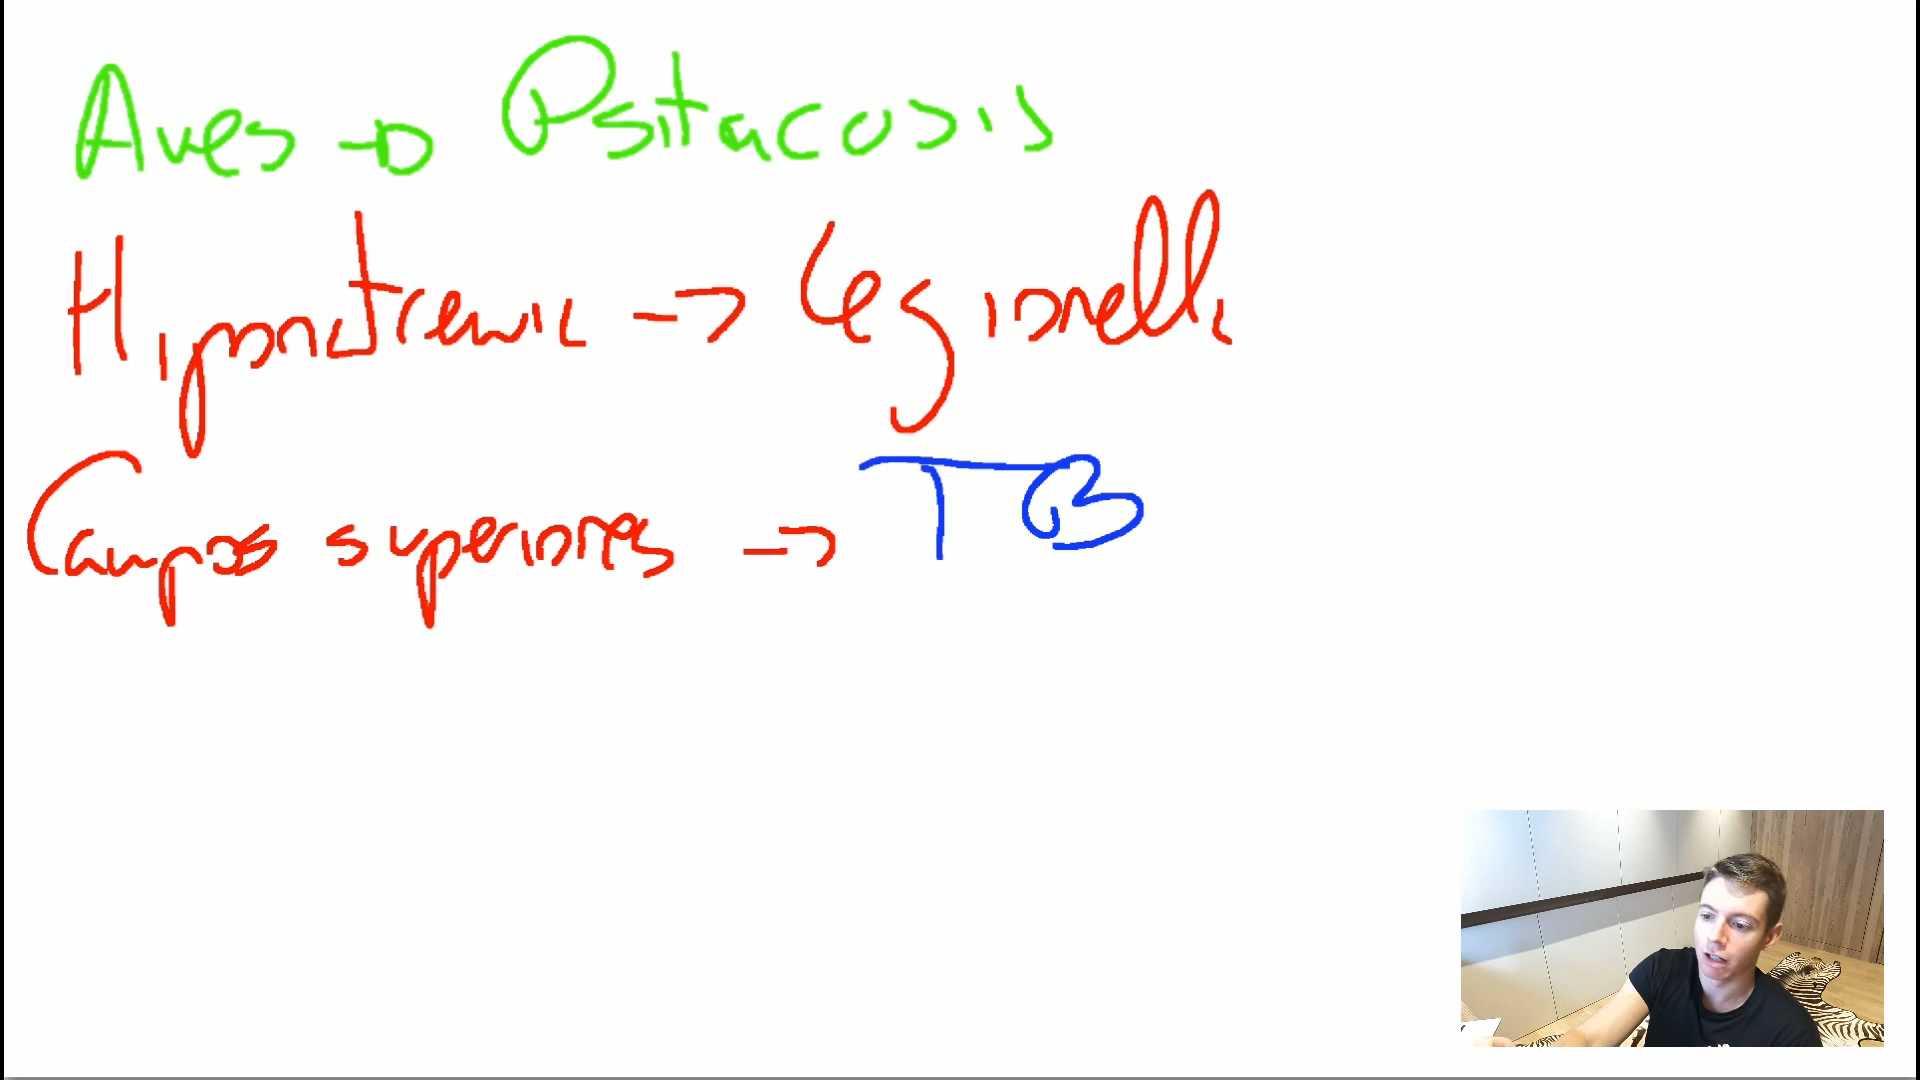 Aves → Psitacosis
Hiponatremia → Legionella
Campos superiores → TB